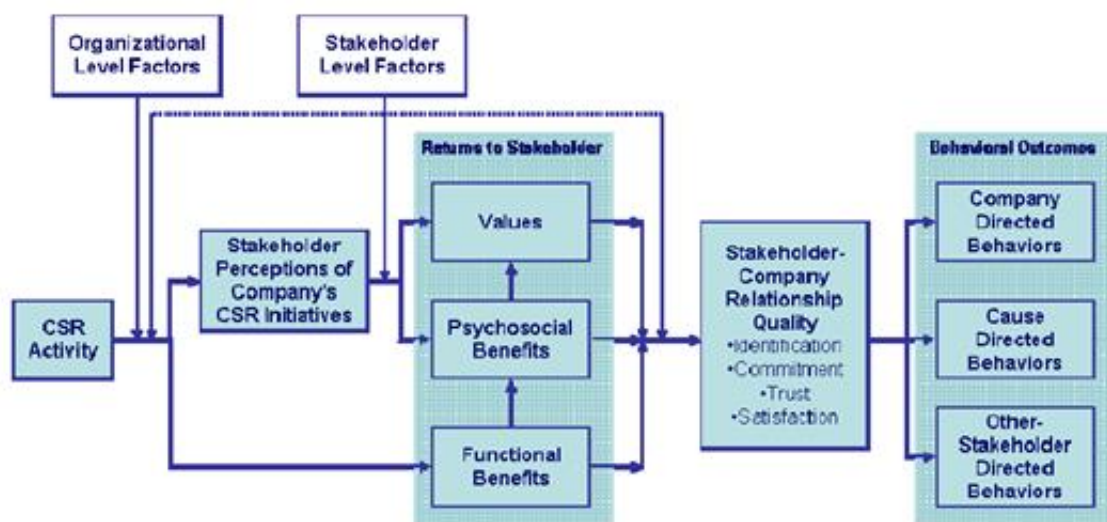 Organizational
Level Factors
Stakeholder
Level Factors
Returns to Stakeholder
Behavioral Outcomes
Values
Company
Directed
Behaviors
Stakeholder
Perceptions of
Company's
CSR Initiatives
Stakeholder-
Company
Relationship
Quality
•Identification
•Commitment
•Trust
•Satisfaction
CSR
Activity
Psychosocial
Benefits
Cause
Directed
Behaviors
Functional
Benefits
Other-
Stakeholder
Directed
Behaviors